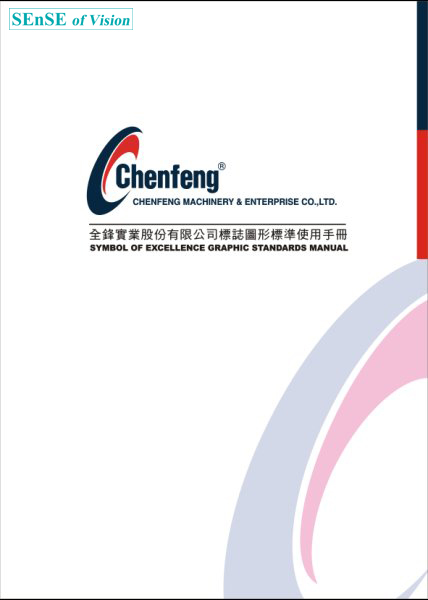 SEnSE of Vision
Chenfeng®
CHENFENG MACHINERY & ENTERPRISE CO.,LTD.
全鋒實業股份有限公司標誌圖形標準使用手冊
SYMBOL OF EXCELLENCE GRAPHIC STANDARDS MANUAL